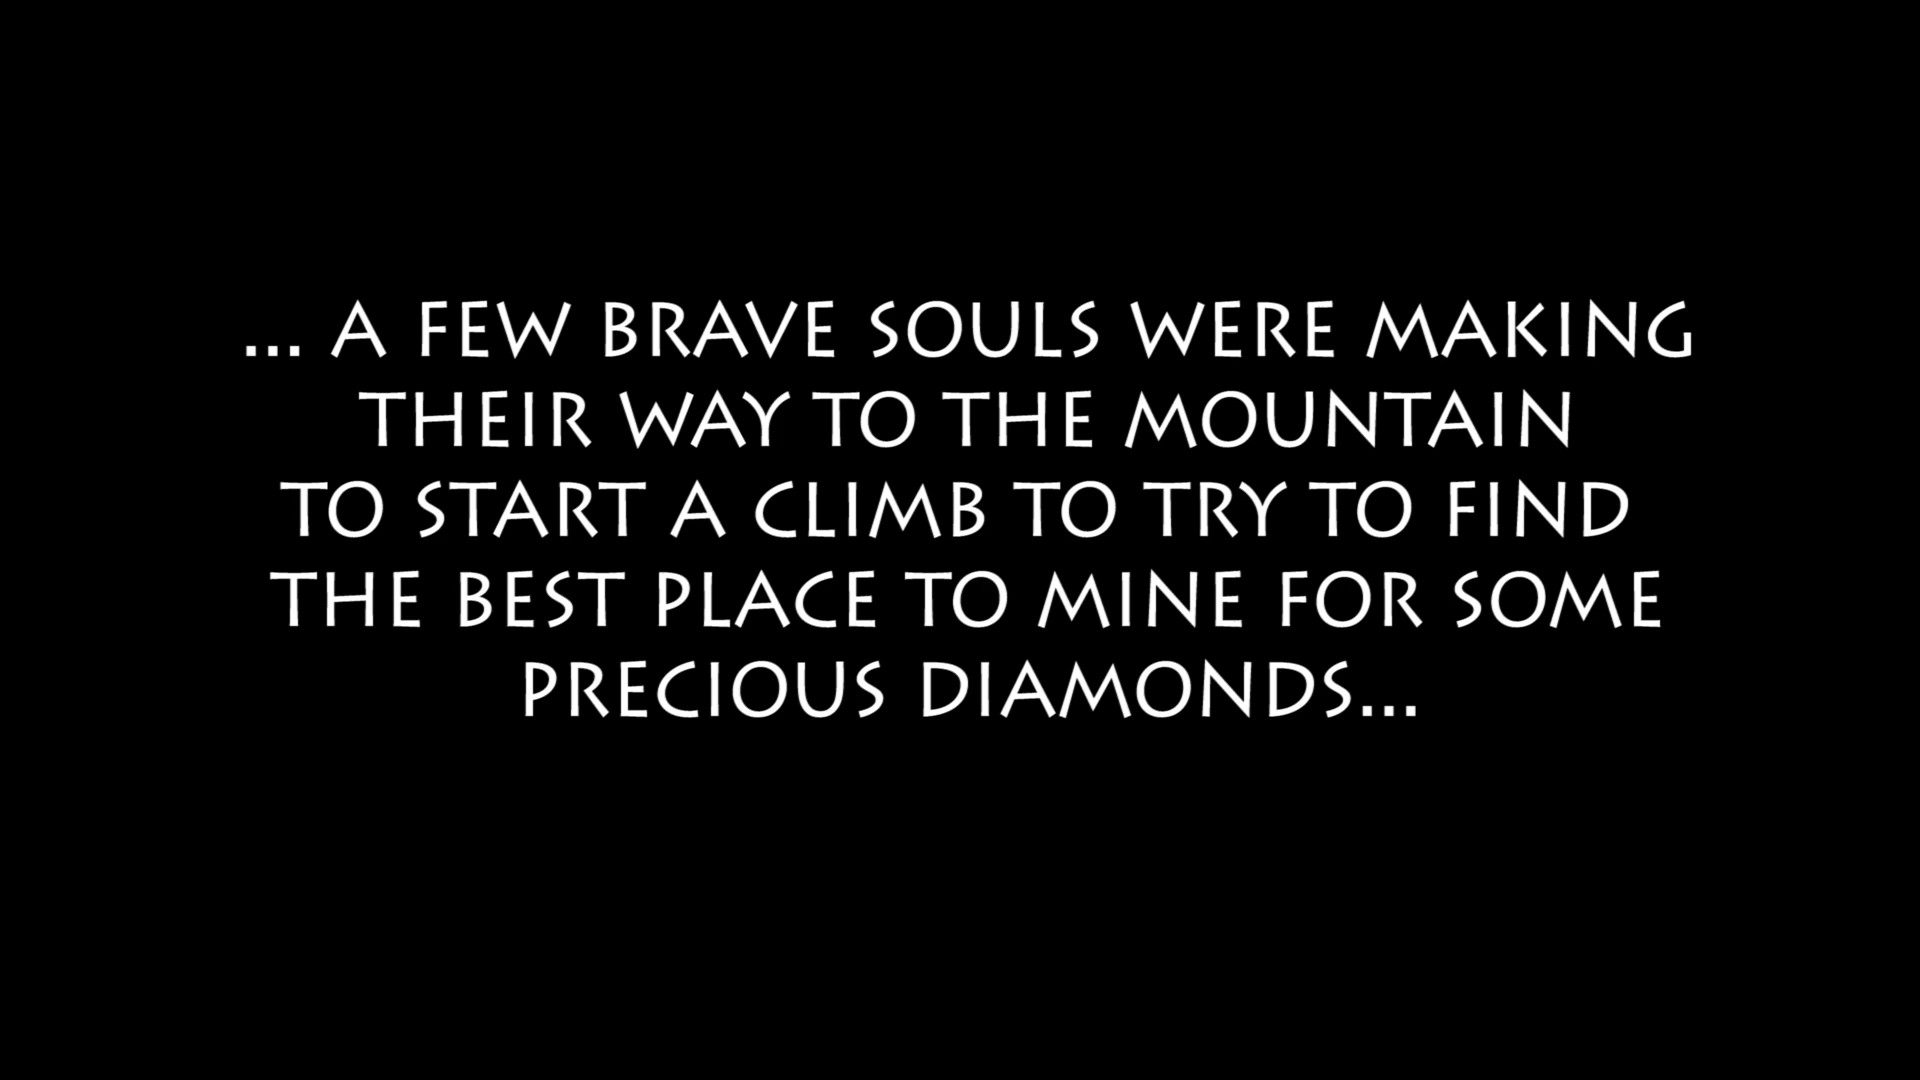 ... A FEW BRAVE SOULS WERE MAKING
THEIR WAY TO THE MOUNTAIN
TO START A CLIMB TO TRY TO FIND
THE BEST PLACE TO MINE FOR SOME
PRECIOUS DIAMONDS...